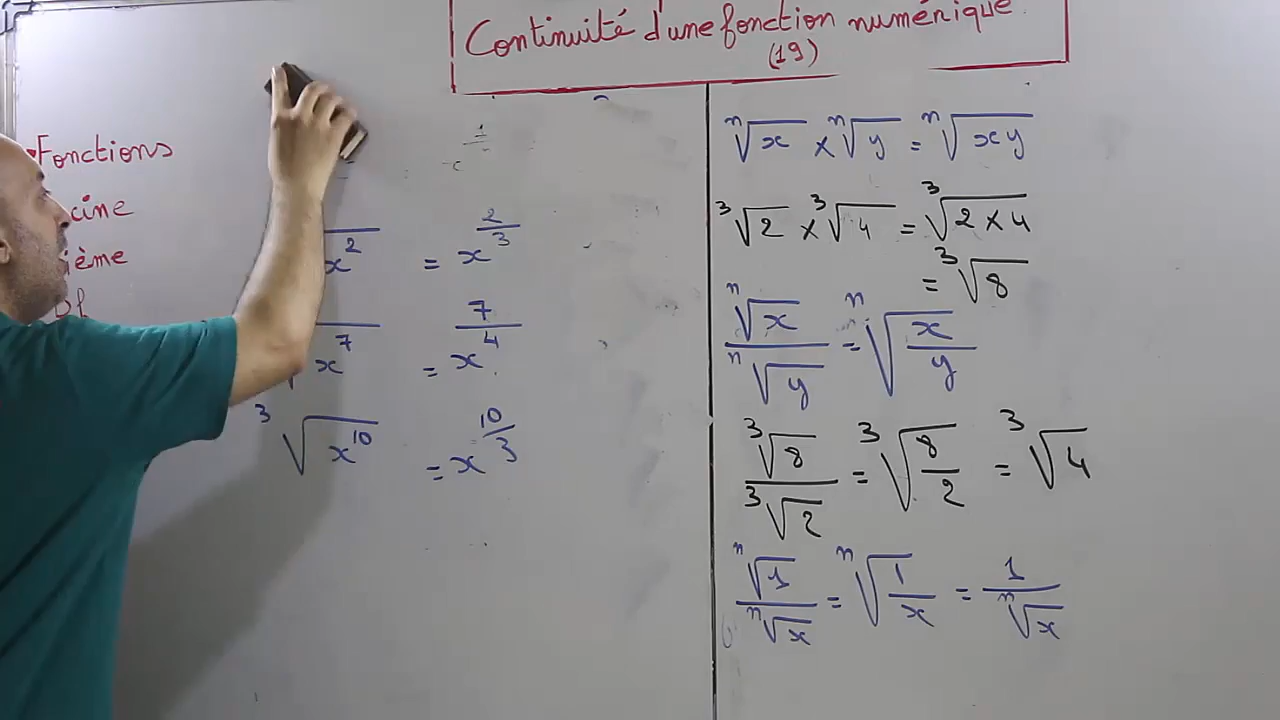 Continuité d'une fonction numérique
(19)
Fonctions
cine
ième
x² = x^(2/3)
x⁷ = x^(7/4)
³√(x¹⁰) = x^(10/3)
ⁿ√x × ⁿ√y = ⁿ√(xy)
³√2 × ³√4 = ³√(2×4)
= ³√8
ⁿ√x / ⁿ√y = ⁿ√(x/y)
³√8 / ³√2 = ³√(8/2) = ³√4
ⁿ√1 / ⁿ√x = ⁿ√(1/x) = 1 / ⁿ√x